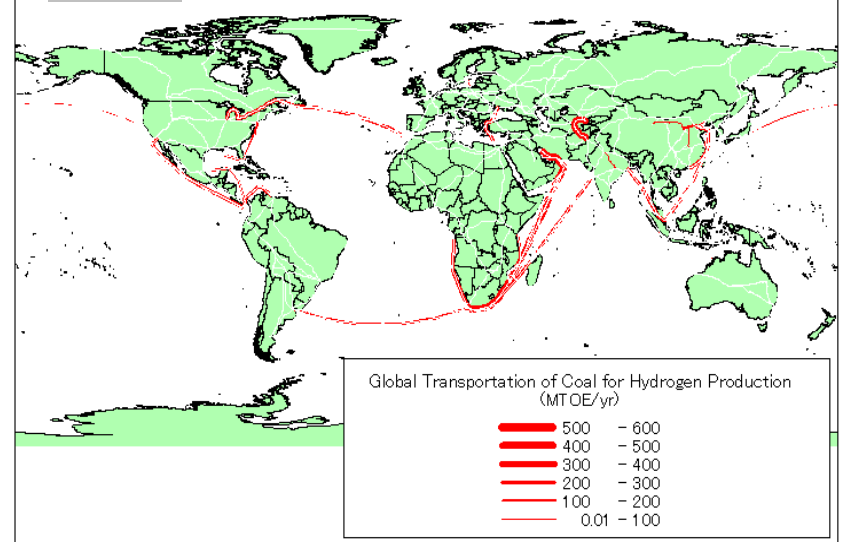 Global Transportation of Coal for Hydrogen Production
(MTOE/yr)
500 - 600
400 - 500
300 - 400
200 - 300
100 - 200
0.01 - 100